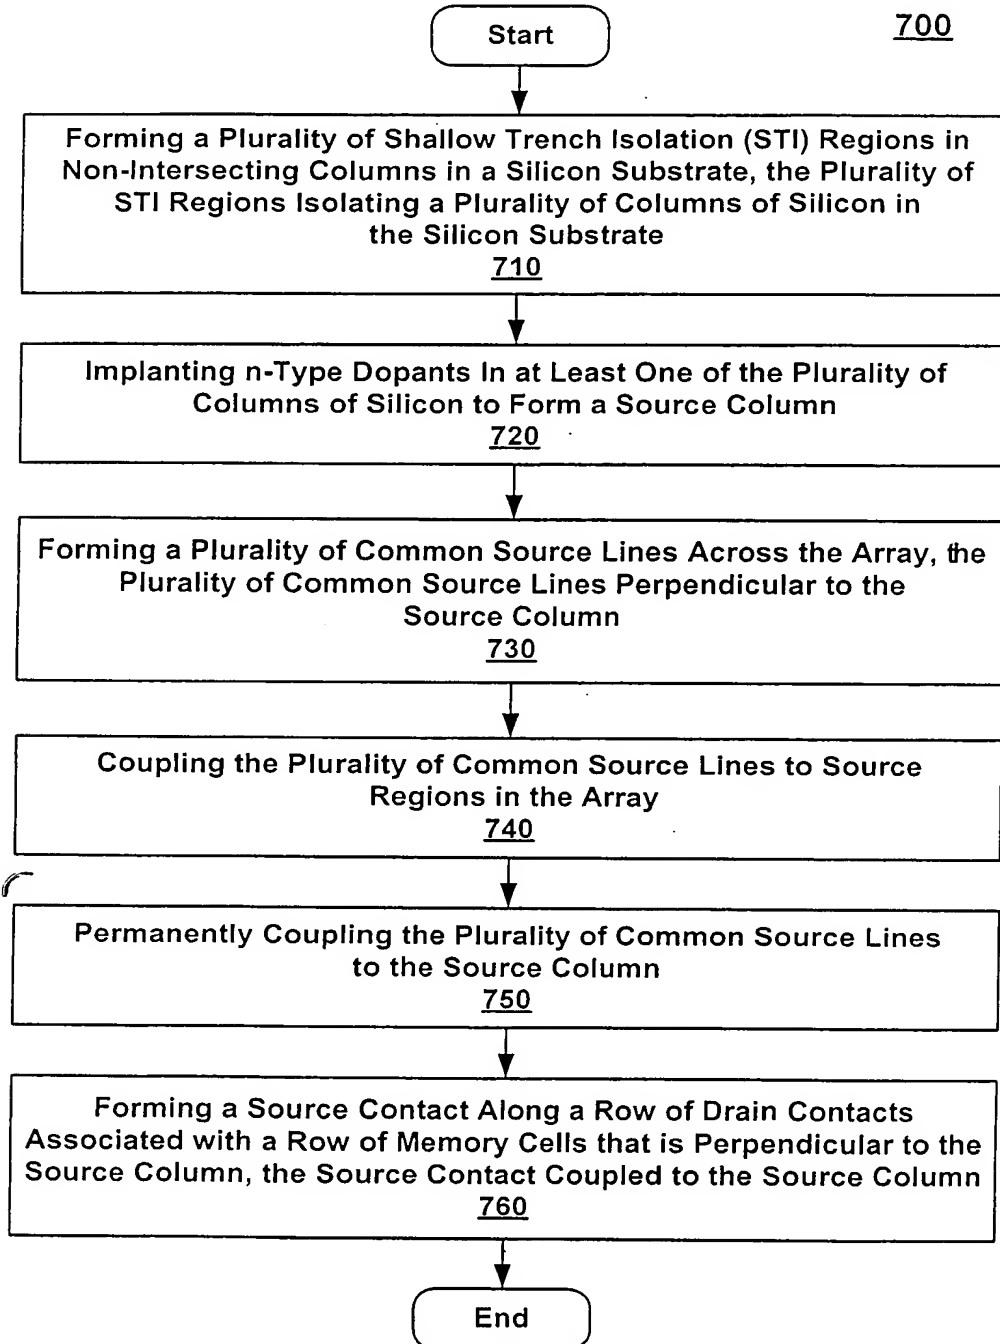 Start
700
Forming a Plurality of Shallow Trench Isolation (STI) Regions in
Non-Intersecting Columns in a Silicon Substrate, the Plurality of
STI Regions Isolating a Plurality of Columns of Silicon in
the Silicon Substrate
710
Implanting n-Type Dopants In at Least One of the Plurality of
Columns of Silicon to Form a Source Column
720
Forming a Plurality of Common Source Lines Across the Array, the
Plurality of Common Source Lines Perpendicular to the
Source Column
730
Coupling the Plurality of Common Source Lines to Source
Regions in the Array
740
Permanently Coupling the Plurality of Common Source Lines
to the Source Column
750
Forming a Source Contact Along a Row of Drain Contacts
Associated with a Row of Memory Cells that is Perpendicular to the
Source Column, the Source Contact Coupled to the Source Column
760
End